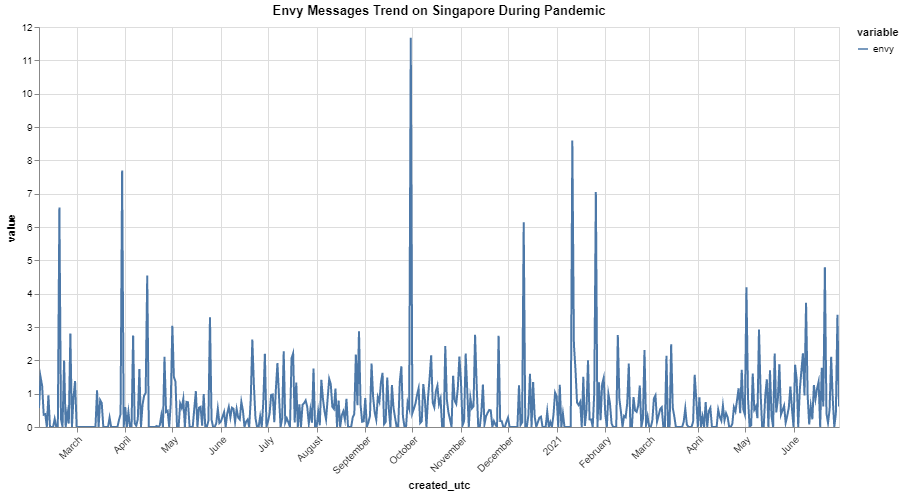 Envy Messages Trend on Singapore During Pandemic
variable
envy
value
12
11
10
9
8
7
6
5
4
3
2
1
0
March
April
May
June
July
August
September
October
November
December
2021
February
March
April
May
June
created_utc